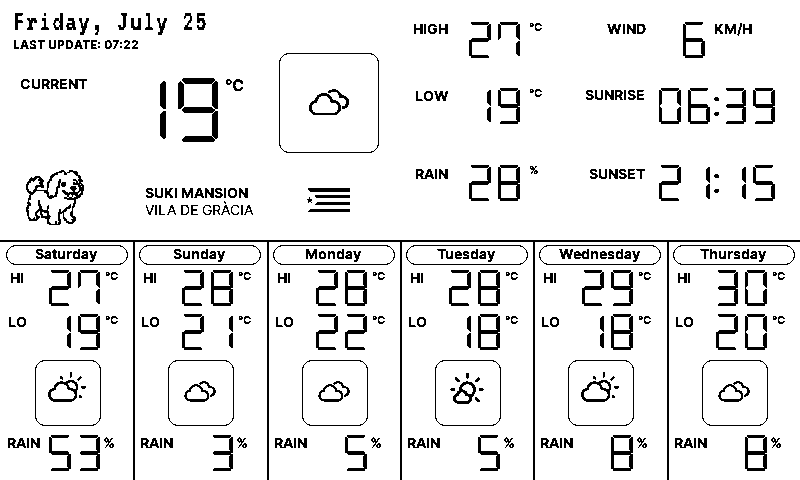 Friday, July 25
LAST UPDATE: 07:22
CURRENT 19 °C
SUKI MANSION
VILA DE GRÀCIA
HIGH 27 °C
LOW 19 °C
RAIN 28 %
WIND 6 KM/H
SUNRISE 06:39
SUNSET 21:15
Saturday
HI 27 °C
LO 19 °C
RAIN 53 %
Sunday
HI 28 °C
LO 21 °C
RAIN 3 %
Monday
HI 28 °C
LO 22 °C
RAIN 5 %
Tuesday
HI 28 °C
LO 18 °C
RAIN 5 %
Wednesday
HI 29 °C
LO 18 °C
RAIN 8 %
Thursday
HI 30 °C
LO 20 °C
RAIN 8 %